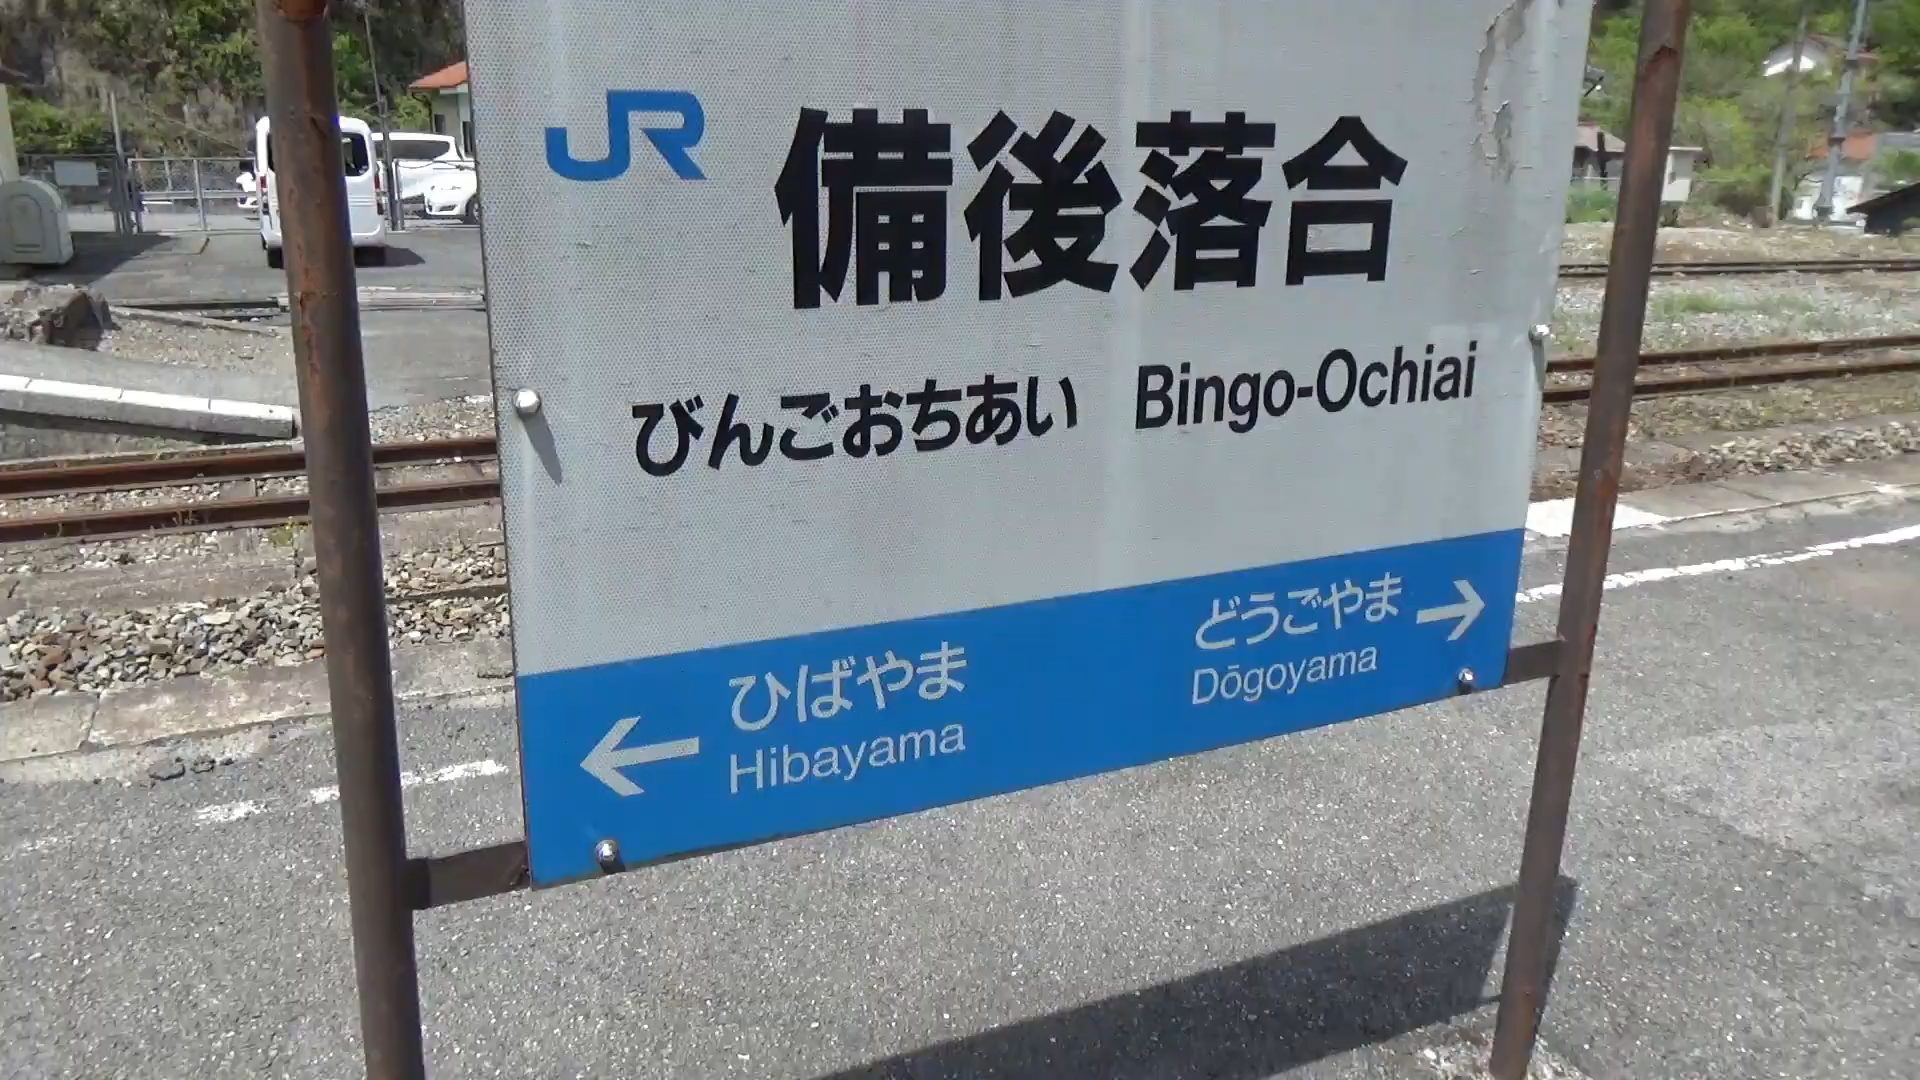 JR 備後落合
びんごおちあい Bingo-Ochiai
← ひばやま
Hibayama
どうごやま →
Dōgoyama